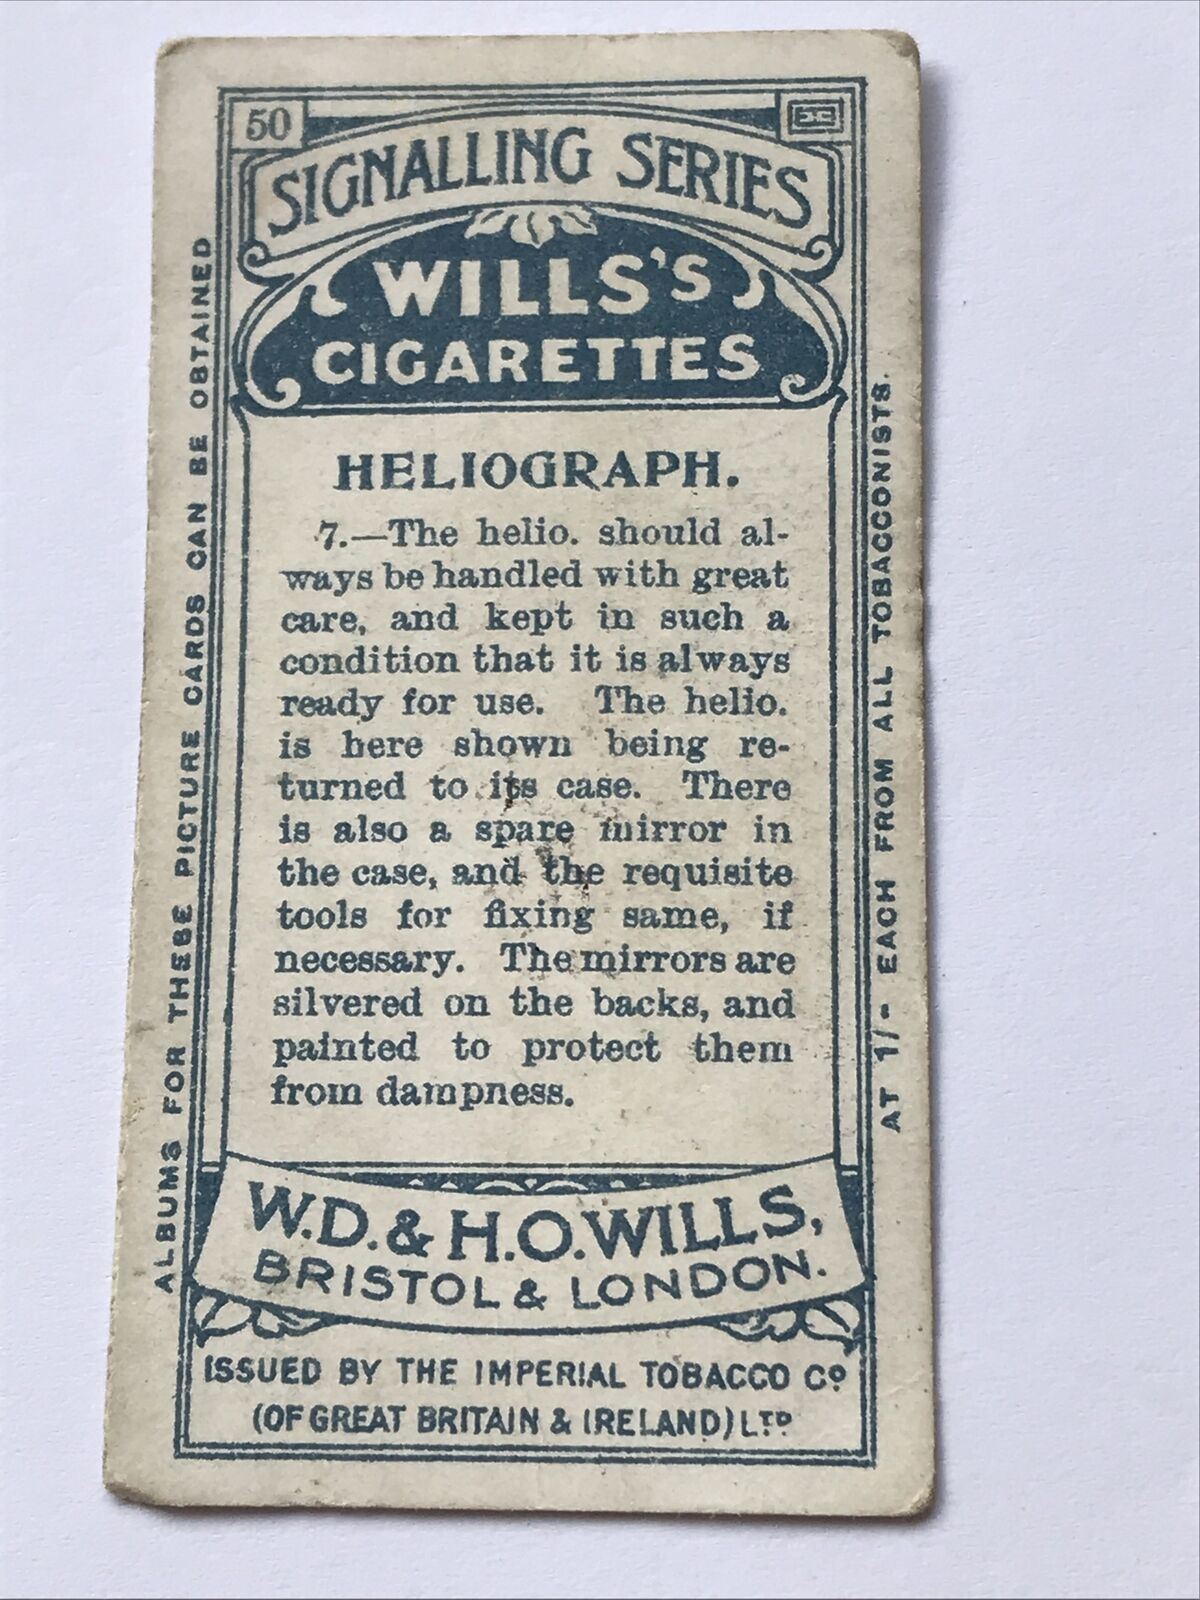 50
SIGNALLING SERIES
WILLS'S
CIGARETTES
HELIOGRAPH.
7.—The helio. should al-
ways be handled with great
care, and kept in such a
condition that it is always
ready for use. The helio.
is here shown being re-
turned to its case. There
is also a spare mirror in
the case, and the requisite
tools for fixing same, if
necessary. The mirrors are
silvered on the backs, and
painted to protect them
from dampness.
W.D. & H.O. WILLS,
BRISTOL & LONDON.
ISSUED BY THE IMPERIAL TOBACCO Cº
(OF GREAT BRITAIN & IRELAND) LTD
ALBUMS FOR THESE PICTURE CARDS CAN BE OBTAINED
AT 1/- EACH FROM ALL TOBACCONISTS.